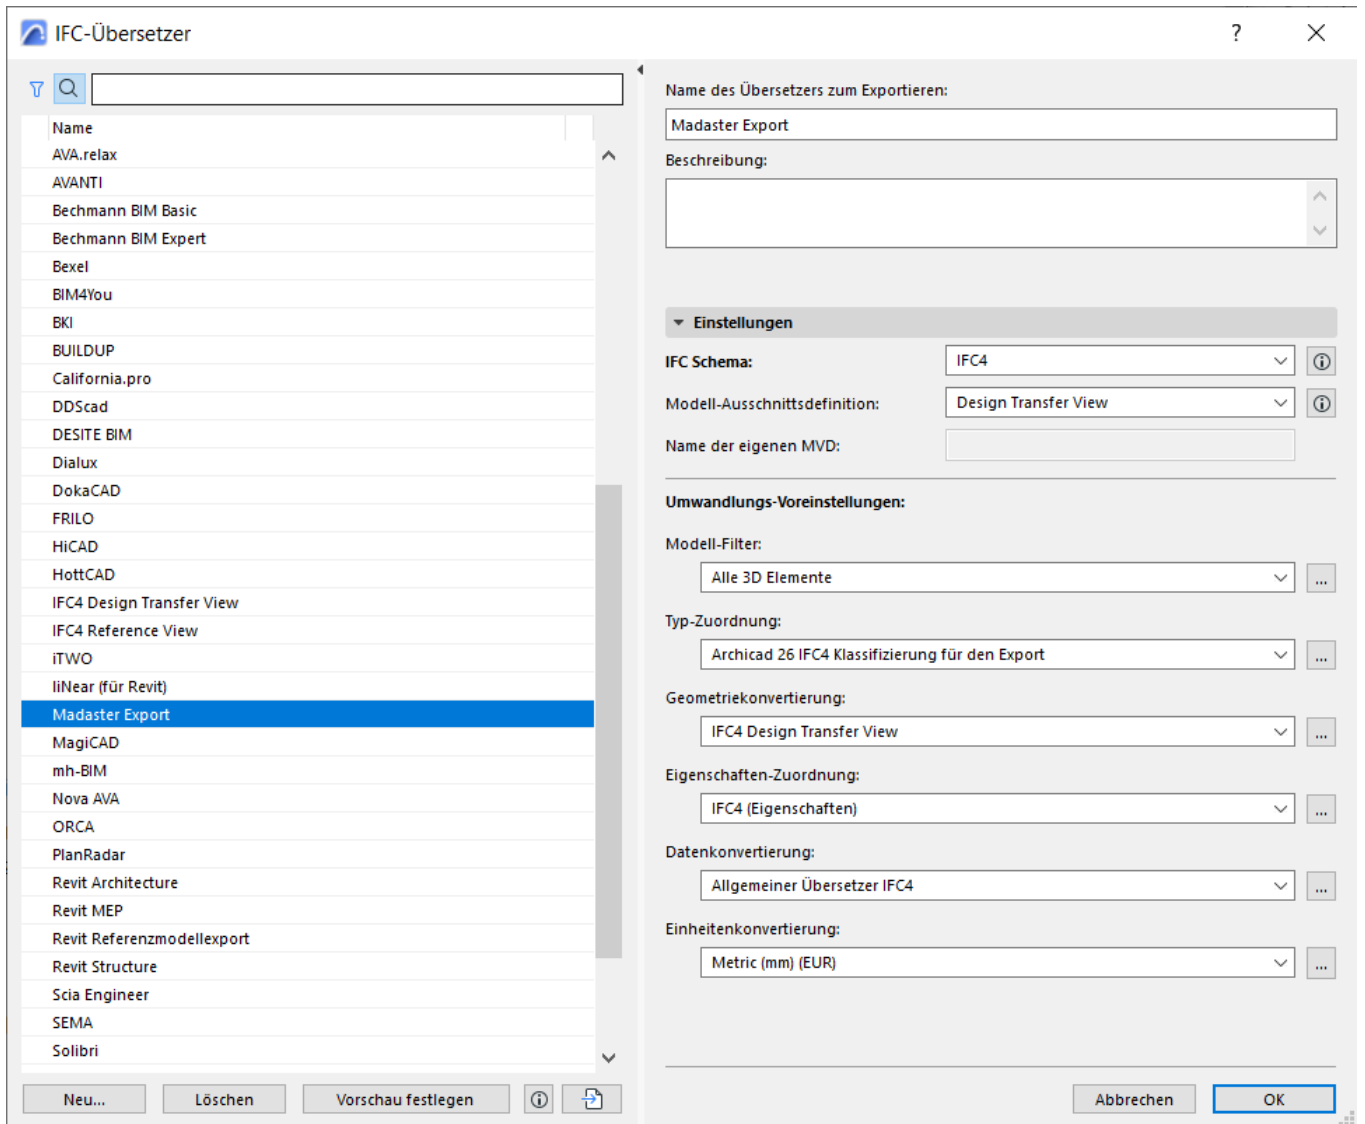 IFC-Übersetzer
?
Name
AVA.relax
AVANTI
Bechmann BIM Basic
Bechmann BIM Expert
Bexel
BIM4You
BKI
BUILDUP
California.pro
DDScad
DESITE BIM
Dialux
DokaCAD
FRILO
HiCAD
HottCAD
IFC4 Design Transfer View
IFC4 Reference View
iTWO
liNear (für Revit)
Madaster Export
MagiCAD
mh-BIM
Nova AVA
ORCA
PlanRadar
Revit Architecture
Revit MEP
Revit Referenzmodellexport
Revit Structure
Scia Engineer
SEMA
Solibri
Neu... Löschen Vorschau festlegen
Name des Übersetzers zum Exportieren:
Madaster Export
Beschreibung:
Einstellungen
IFC Schema: IFC4
Modell-Ausschnittsdefinition: Design Transfer View
Name der eigenen MVD:
Umwandlungs-Voreinstellungen:
Modell-Filter:
Alle 3D Elemente ...
Typ-Zuordnung:
Archicad 26 IFC4 Klassifizierung für den Export ...
Geometriekonvertierung:
IFC4 Design Transfer View ...
Eigenschaften-Zuordnung:
IFC4 (Eigenschaften) ...
Datenkonvertierung:
Allgemeiner Übersetzer IFC4 ...
Einheitenkonvertierung:
Metric (mm) (EUR) ...
Abbrechen OK